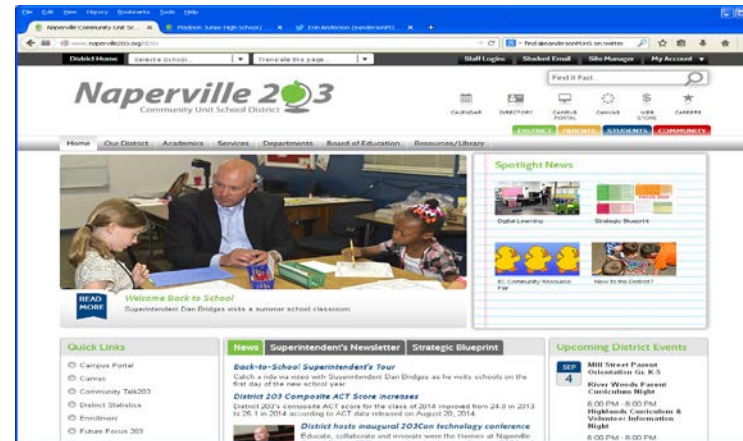 File Edit View History Bookmarks Tools Help
Naperville Community Unit Sc...
Madison Junior High School / ...
Erin Anderson (EanderssonMJ...
www.naperville203.org
find @eandersonMJHS on twitter
District Home
Select a School...
Translate this page...
Staff Logins
Student Email
Site Manager
My Account
Find it Fast...
Naperville 203
Community Unit School District
CALENDAR
DIRECTORY
CAMPUS PORTAL
CANVAS
WEB STORE
CAREERS
DISTRICT
PARENTS
STUDENTS
COMMUNITY
Home
Our District
Academics
Services
Departments
Board of Education
Resources/Library
Spotlight News
Digital Learning
Strategic Blueprint
EC Community Resource
Fair
New to the District?
READ
MORE
Welcome Back to School
Superintendent Dan Bridges visits a summer school classroom.
Quick Links
Campus Portal
Canvas
Community Talk203
District Statistics
Enrollment
Future Focus 203
News
Superintendent's Newsletter
Strategic Blueprint
Back-to-School Superintendent's Tour
Catch a ride via video with Superintendent Dan Bridges as he visits schools on the
first day of the new school year
District 203 Composite ACT Score increases
District 203's composite ACT score for the class of 2014 improved from 24.8 in 2013
to 25.1 in 2014 according to ACT data released on August 20, 2014
District hosts inaugural 203Con technology conference
Educate, collaborate and innovate were the themes at Naperville
Upcoming District Events
SEP
4
Mill Street Parent
Orientation Gr. K-5
River Woods Parent
Curriculum Night
6:00 PM - 8:00 PM
Highlands Curriculum &
Volunteer Information
Night
6:00 PM - 8:00 PM